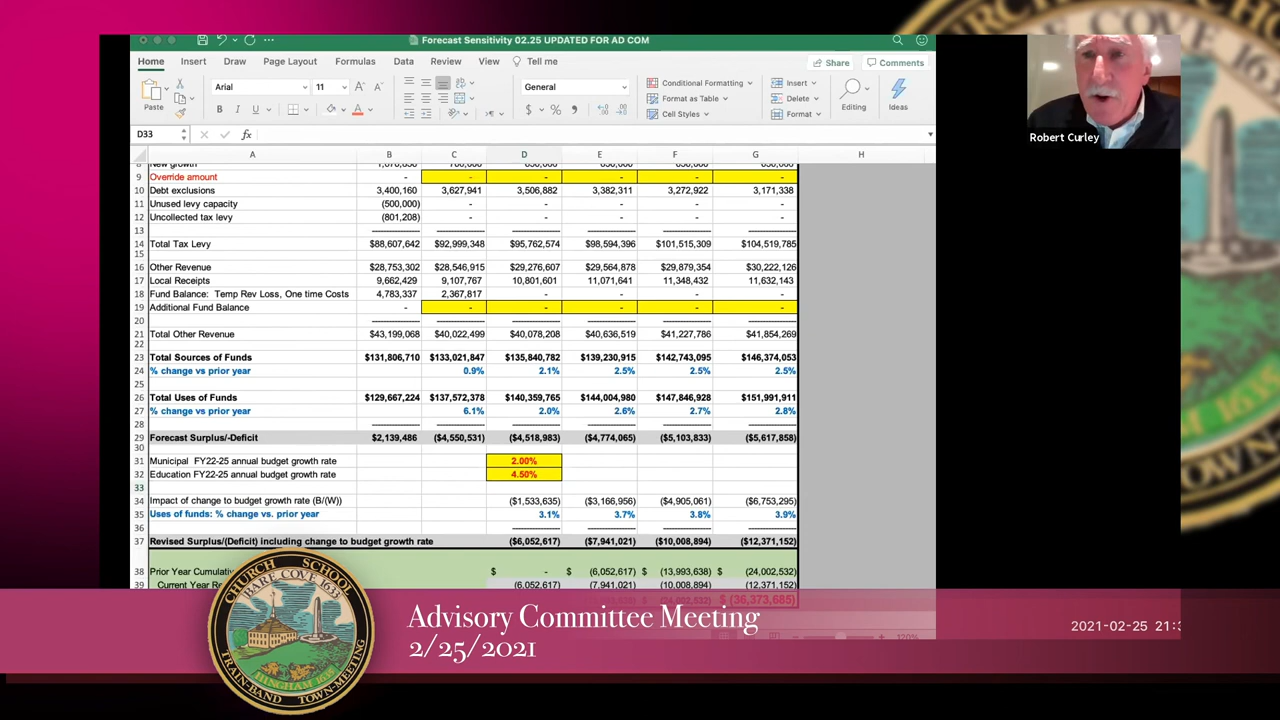 Forecast Sensitivity 02.25 UPDATED FOR AD COM
Home Insert Draw Page Layout Formulas Data Review View Tell me Share Comments
Paste Arial 11 General Conditional Formatting Insert
Format as Table Delete
Cell Styles Format
Editing Ideas
D33 fx
A B C D E F G H
9 Override amount - - - - - -
10 Debt exclusions 3,400,160 3,627,941 3,506,882 3,382,311 3,272,922 3,171,338
11 Unused levy capacity (500,000) - - - - -
12 Uncollected tax levy (801,208) - - - - -
13
14 Total Tax Levy $88,607,642 $92,999,348 $95,762,574 $98,594,396 $101,515,309 $104,519,785
15
16 Other Revenue $28,753,302 $28,546,915 $29,276,607 $29,564,878 $29,879,354 $30,222,126
17 Local Receipts 9,662,429 9,107,767 10,801,601 11,071,641 11,348,432 11,632,143
18 Fund Balance: Temp Rev Loss, One time Costs 4,783,337 2,367,817 - - - -
19 Additional Fund Balance - - - - - -
20
21 Total Other Revenue $43,199,068 $40,022,499 $40,078,208 $40,636,519 $41,227,786 $41,854,269
22
23 Total Sources of Funds $131,806,710 $133,021,847 $135,840,782 $139,230,915 $142,743,095 $146,374,053
24 % change vs prior year 0.9% 2.1% 2.5% 2.5% 2.5%
25
26 Total Uses of Funds $129,667,224 $137,572,378 $140,359,765 $144,004,980 $147,846,928 $151,991,911
27 % change vs prior year 6.1% 2.0% 2.6% 2.7% 2.8%
28
29 Forecast Surplus/-Deficit $2,139,486 ($4,550,531) ($4,518,983) ($4,774,065) ($5,103,833) ($5,617,858)
30
31 Municipal FY22-25 annual budget growth rate 2.00%
32 Education FY22-25 annual budget growth rate 4.50%
33
34 Impact of change to budget growth rate (B/(W)) ($1,533,635) ($3,166,956) ($4,905,061) ($6,753,295)
35 Uses of funds: % change vs. prior year 3.1% 3.7% 3.8% 3.9%
36
37 Revised Surplus/(Deficit) including change to budget growth rate ($6,052,617) ($7,941,021) ($10,008,894) ($12,371,152)
38 Prior Year Cumulativ $ - $ (6,052,617) $ (13,993,638) $ (24,002,532)
39 Current Year Re (6,052,617) (7,941,021) (10,008,894) (12,371,152)
$ (36,373,685)
120%
Robert Curley
Advisory Committee Meeting
2/25/2021
2021-02-25 21:3
CHURCH SCHOOL
BARE COVE 1633
TRAIN-BAND TOWN-MEETING
HINGHAM 1635